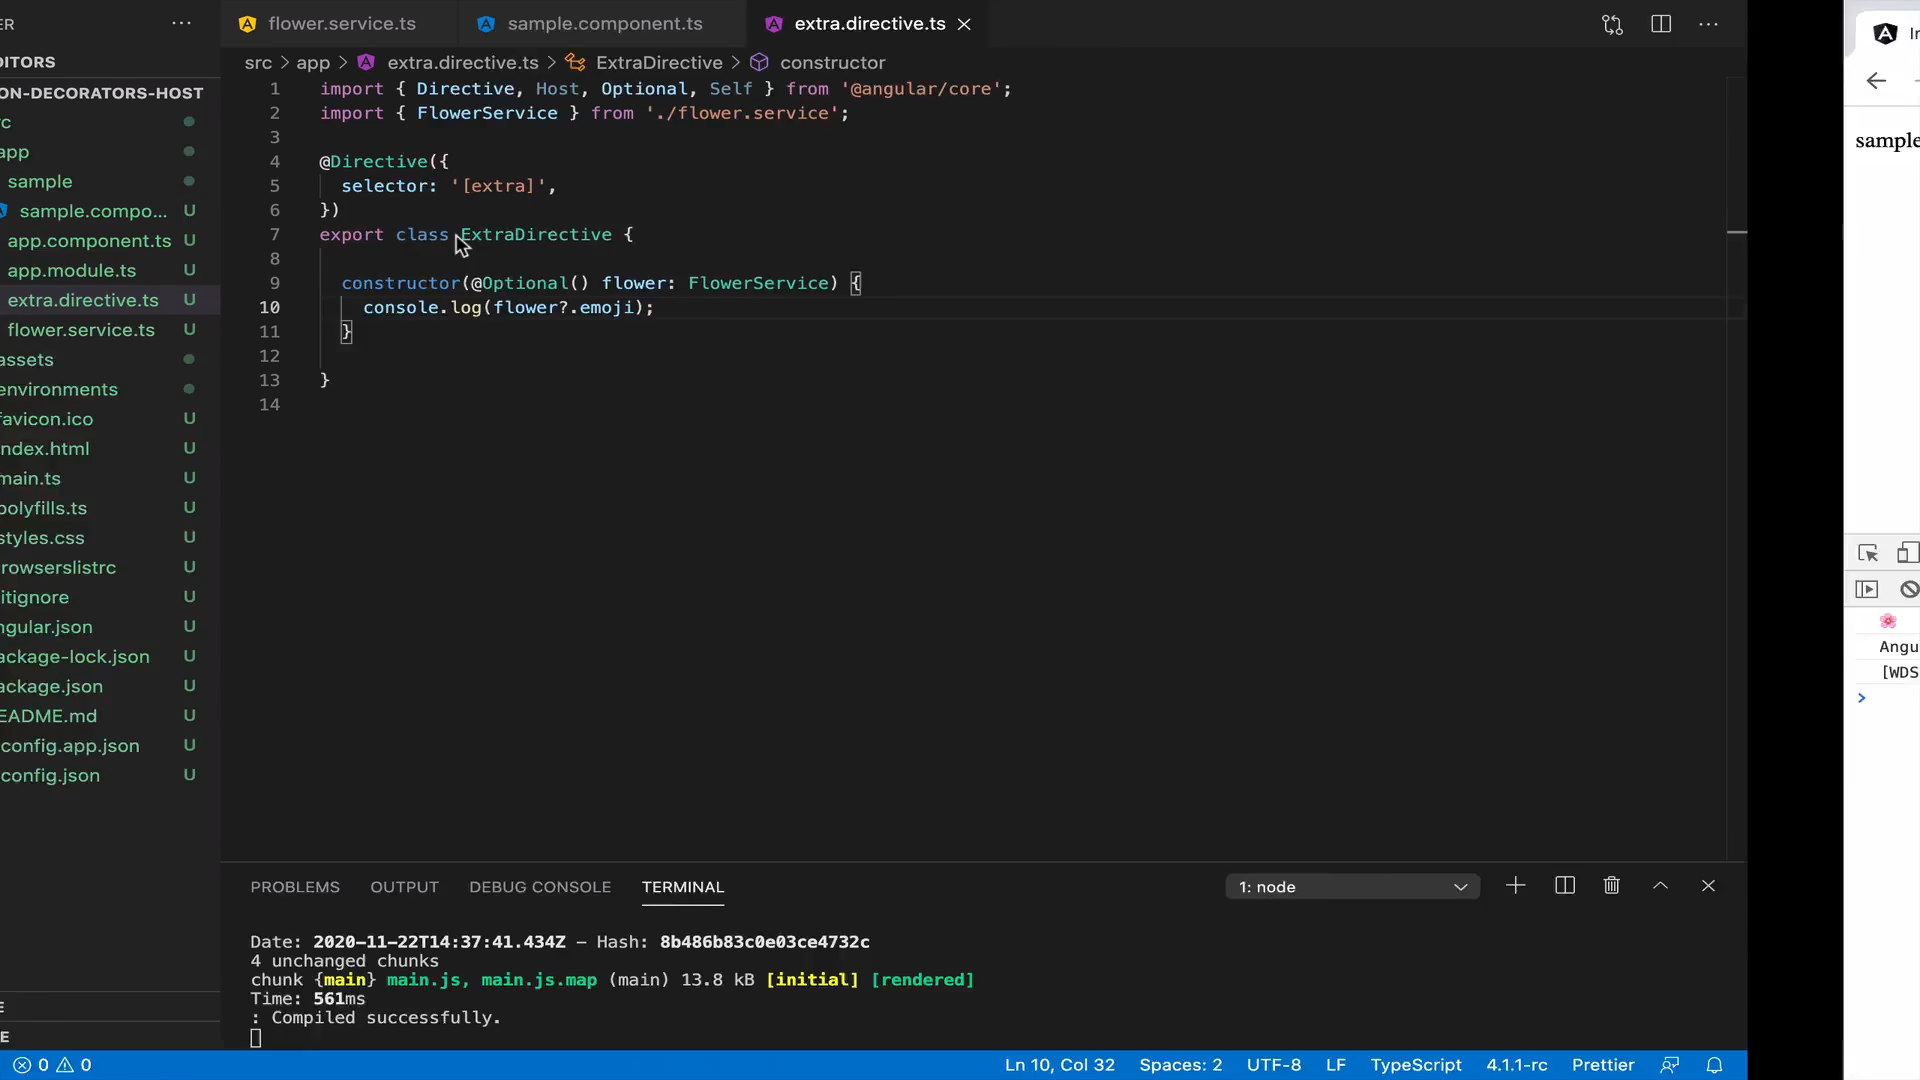 ER ···
flower.service.ts sample.component.ts extra.directive.ts
DITORS
src > app > extra.directive.ts > ExtraDirective > constructor
ON-DECORATORS-HOST
rc
app
sample
sample.compo... U
app.component.ts U
app.module.ts U
extra.directive.ts U
flower.service.ts U
assets
environments
favicon.ico U
ndex.html U
main.ts U
polyfills.ts U
styles.css U
rowserslistrc U
itignore U
ngular.json U
ackage-lock.json U
ackage.json U
EADME.md U
config.app.json U
config.json U
E
E
1 import { Directive, Host, Optional, Self } from '@angular/core';
2 import { FlowerService } from './flower.service';
3
4 @Directive({
5 selector: '[extra]',
6 })
7 export class ExtraDirective {
8
9 constructor(@Optional() flower: FlowerService) {
10 console.log(flower?.emoji);
11 }
12
13 }
14
PROBLEMS OUTPUT DEBUG CONSOLE TERMINAL 1: node
Date: 2020-11-22T14:37:41.434Z – Hash: 8b486b83c0e03ce4732c
4 unchanged chunks
chunk {main} main.js, main.js.map (main) 13.8 kB [initial] [rendered]
Time: 561ms
: Compiled successfully.
0 0 Ln 10, Col 32 Spaces: 2 UTF-8 LF TypeScript 4.1.1-rc Prettier
In
sample
🌸
Angu
[WDS
>